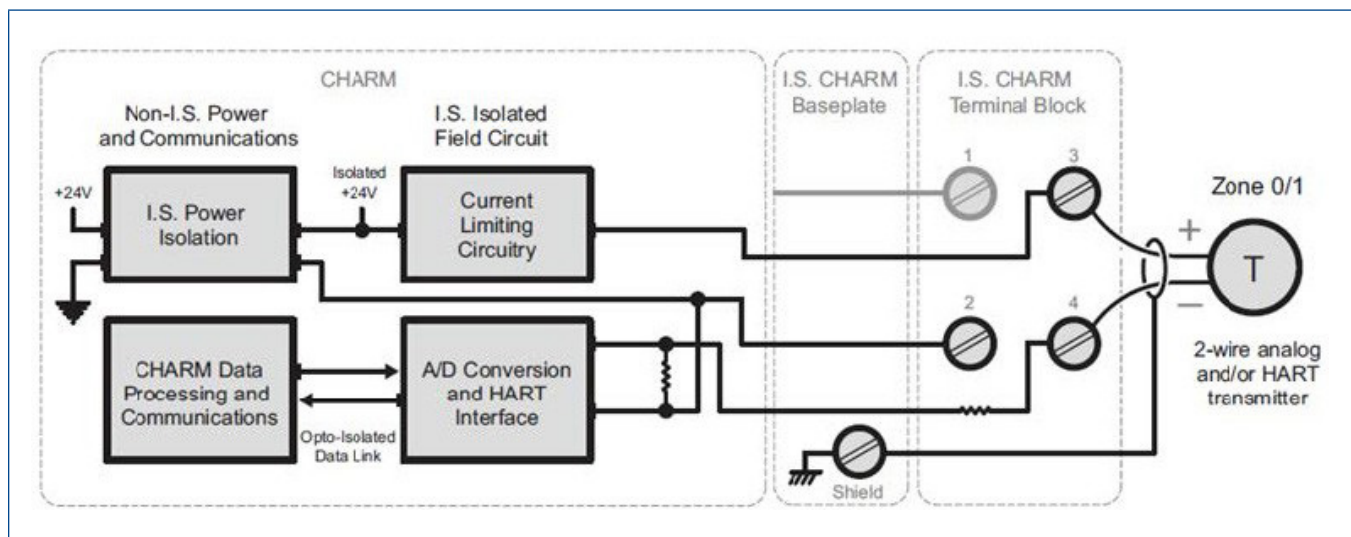 CHARM
I.S. CHARM
Baseplate
I.S. CHARM
Terminal Block
Non-I.S. Power
and Communications
I.S. Isolated
Field Circuit
+24V
I.S. Power
Isolation
Isolated
+24V
Current
Limiting
Circuitry
1
3
Zone 0/1
+
T
−
2
4
2-wire analog
and/or HART
transmitter
CHARM Data
Processing and
Communications
A/D Conversion
and HART
Interface
Opto-Isolated
Data Link
Shield